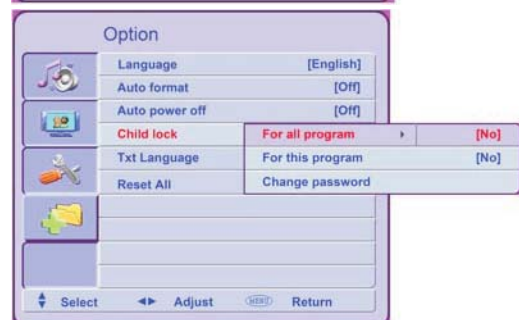 Option
Language [English]
Auto format [Off]
Auto power off [Off]
Child lock For all program [No]
Txt Language For this program [No]
Reset All Change password
Select Adjust MENU Return